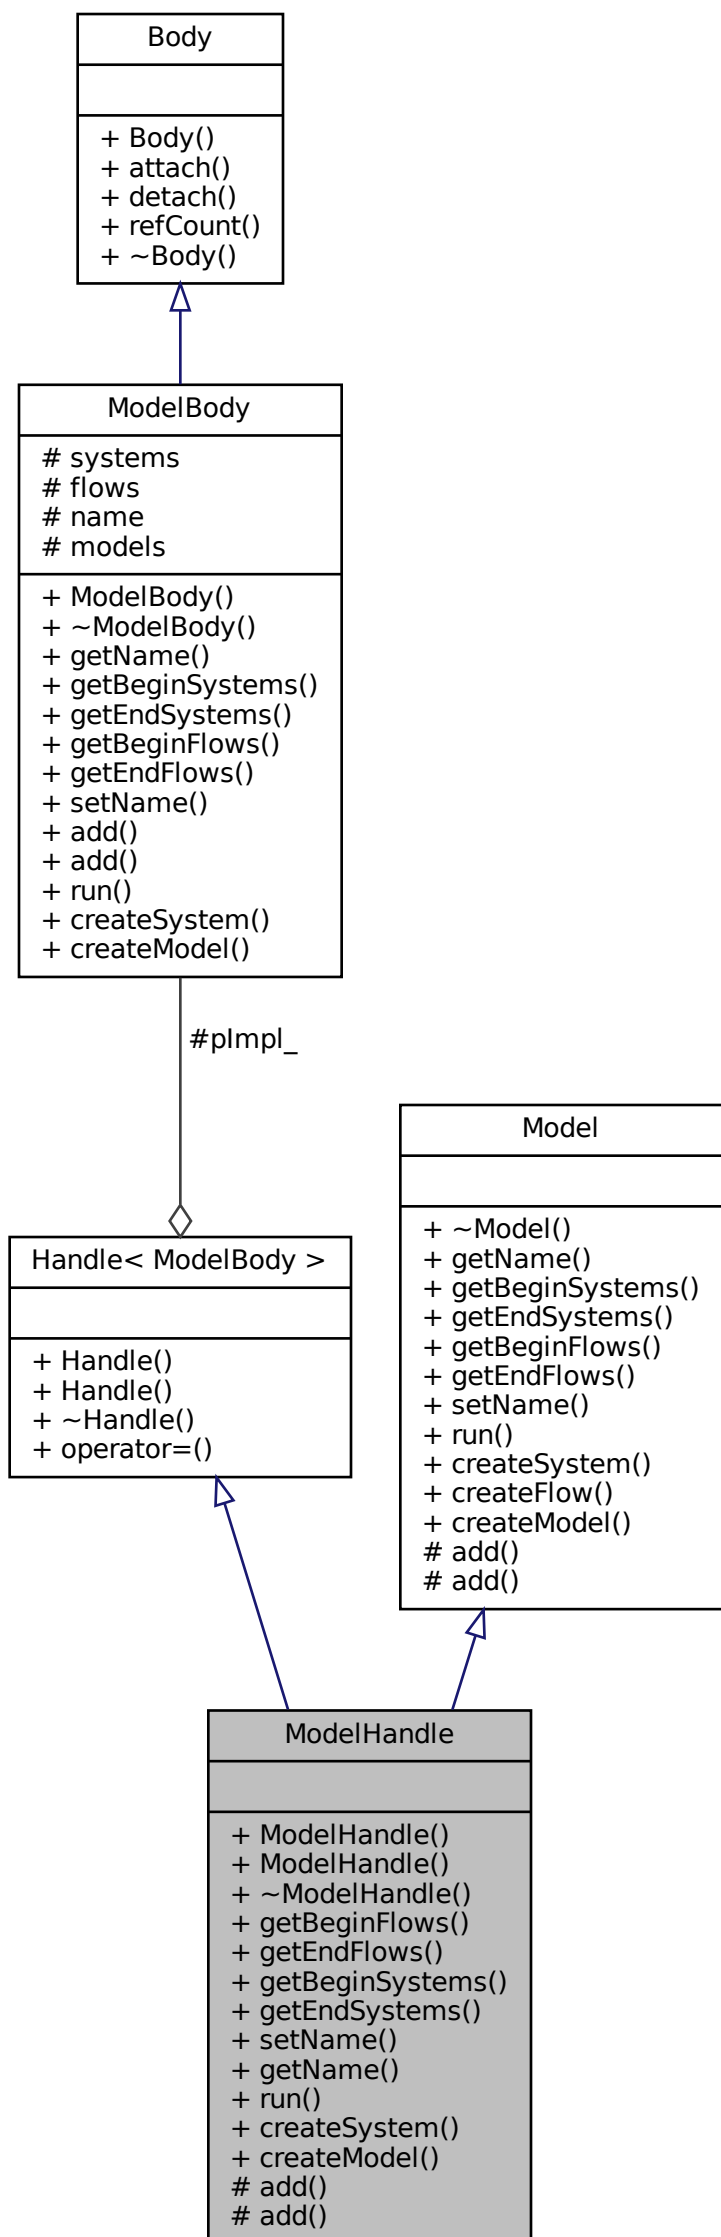 Body
+ Body()
+ attach()
+ detach()
+ refCount()
+ ~Body()
ModelBody
# systems
# flows
# name
# models
+ ModelBody()
+ ~ModelBody()
+ getName()
+ getBeginSystems()
+ getEndSystems()
+ getBeginFlows()
+ getEndFlows()
+ setName()
+ add()
+ add()
+ run()
+ createSystem()
+ createModel()
#pImpl_
Handle< ModelBody >
+ Handle()
+ Handle()
+ ~Handle()
+ operator=()
Model
+ ~Model()
+ getName()
+ getBeginSystems()
+ getEndSystems()
+ getBeginFlows()
+ getEndFlows()
+ setName()
+ run()
+ createSystem()
+ createFlow()
+ createModel()
# add()
# add()
ModelHandle
+ ModelHandle()
+ ModelHandle()
+ ~ModelHandle()
+ getBeginFlows()
+ getEndFlows()
+ getBeginSystems()
+ getEndSystems()
+ setName()
+ getName()
+ run()
+ createSystem()
+ createModel()
# add()
# add()